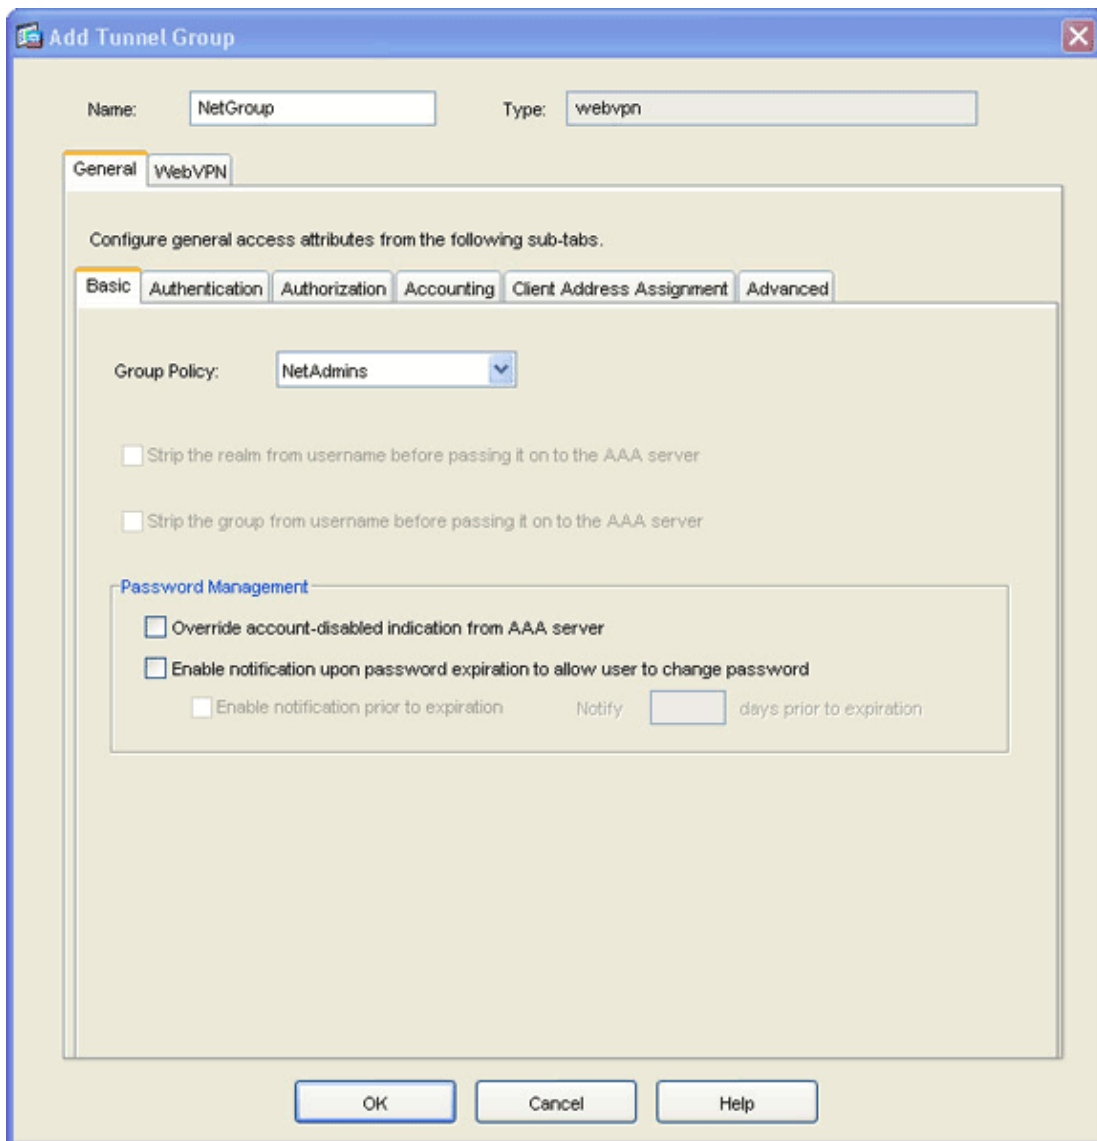 Add Tunnel Group
Name: NetGroup Type: webvpn
General WebVPN
Configure general access attributes from the following sub-tabs.
Basic Authentication Authorization Accounting Client Address Assignment Advanced
Group Policy: NetAdmins
Strip the realm from username before passing it on to the AAA server
Strip the group from username before passing it on to the AAA server
Password Management
Override account-disabled indication from AAA server
Enable notification upon password expiration to allow user to change password
Enable notification prior to expiration Notify days prior to expiration
OK Cancel Help